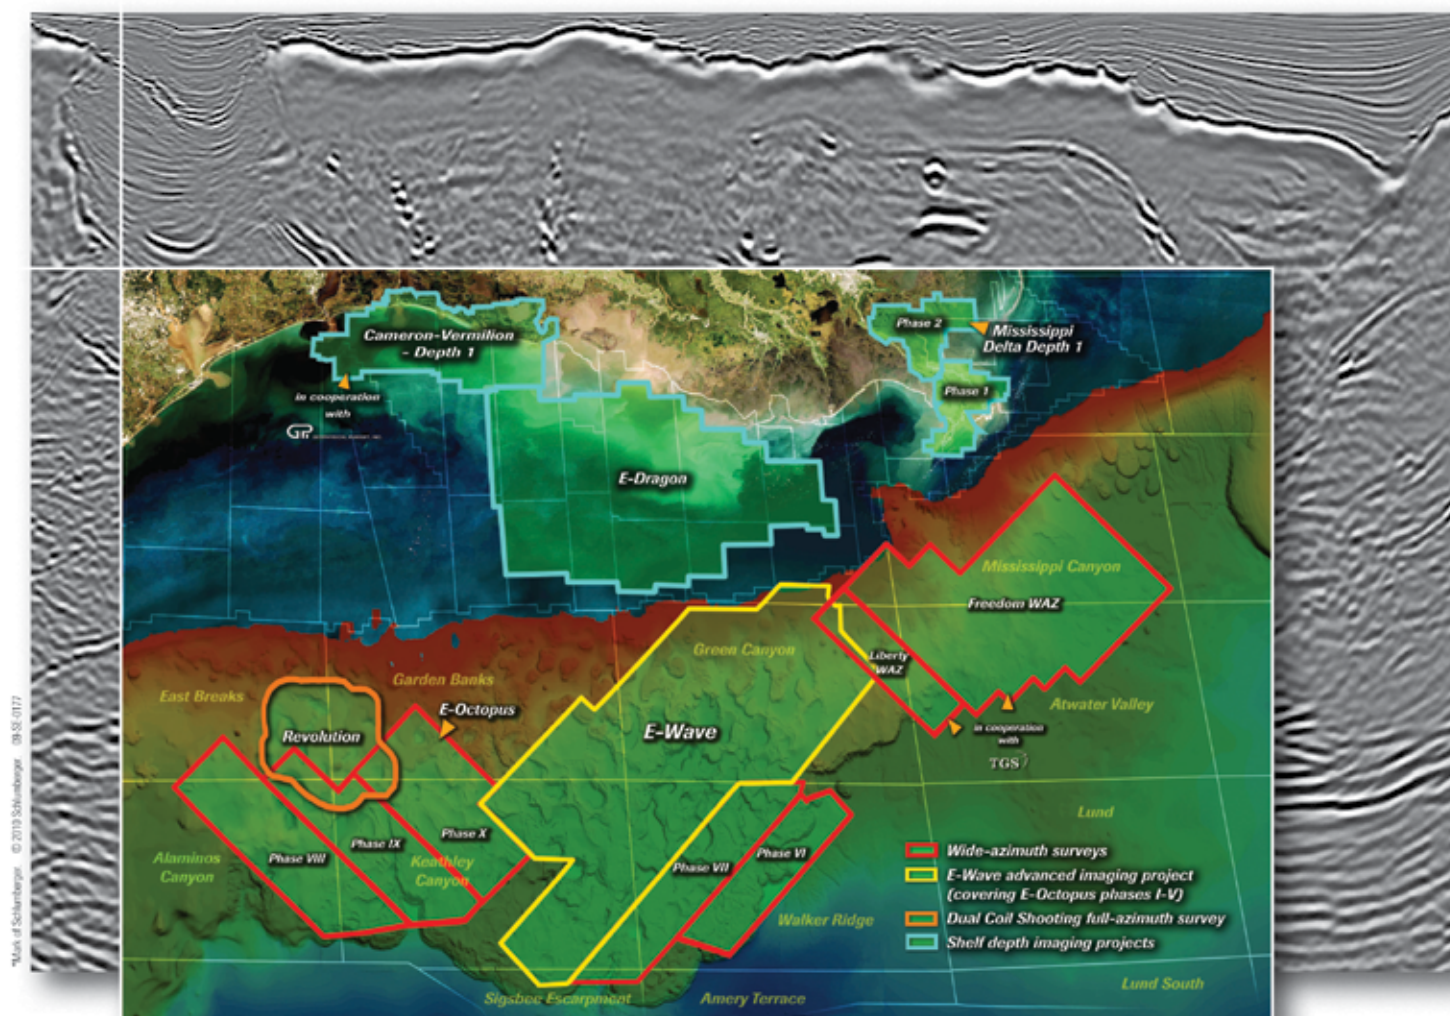 Cameron-Vermilion
- Depth 1
in cooperation
with
Phase 2
Mississippi
Delta Depth 1
Phase 1
E-Dragon
Mississippi Canyon
Freedom WAZ
Green Canyon
Liberty
WAZ
East Breaks
Garden Banks
E-Octopus
Revolution
E-Wave
Atwater Valley
in cooperation
with
TGS
Lund
Phase X
Phase IX
Phase VIII
Keathley
Canyon
Alaminos
Canyon
Phase VII
Phase VI
Walker Ridge
Wide-azimuth surveys
E-Wave advanced imaging project
(covering E-Octopus phases I-V)
Dual Coil Shooting full-azimuth survey
Shelf depth imaging projects
Sigsbee Escarpment
Amery Terrace
Lund South
*Mark of Schlumberger. © 2010 Schlumberger. 09-SE-0177